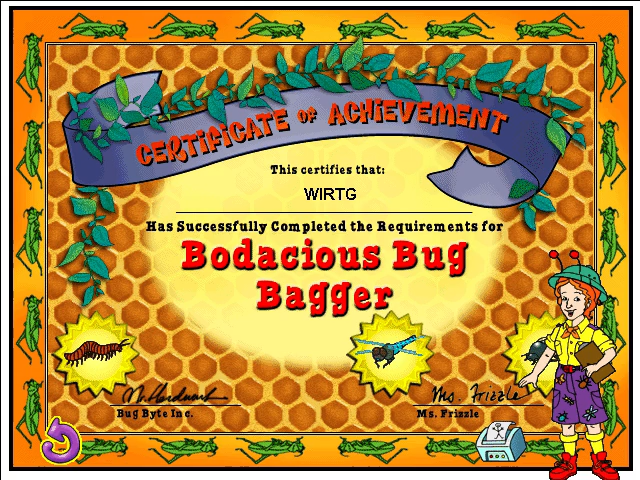 CERTIFICATE OF ACHIEVEMENT
This certifies that:
WIRTG
Has Successfully Completed the Requirements for
Bodacious Bug
Bagger
Ms. Frizzle
Bug Byte Inc.
Ms. Frizzle